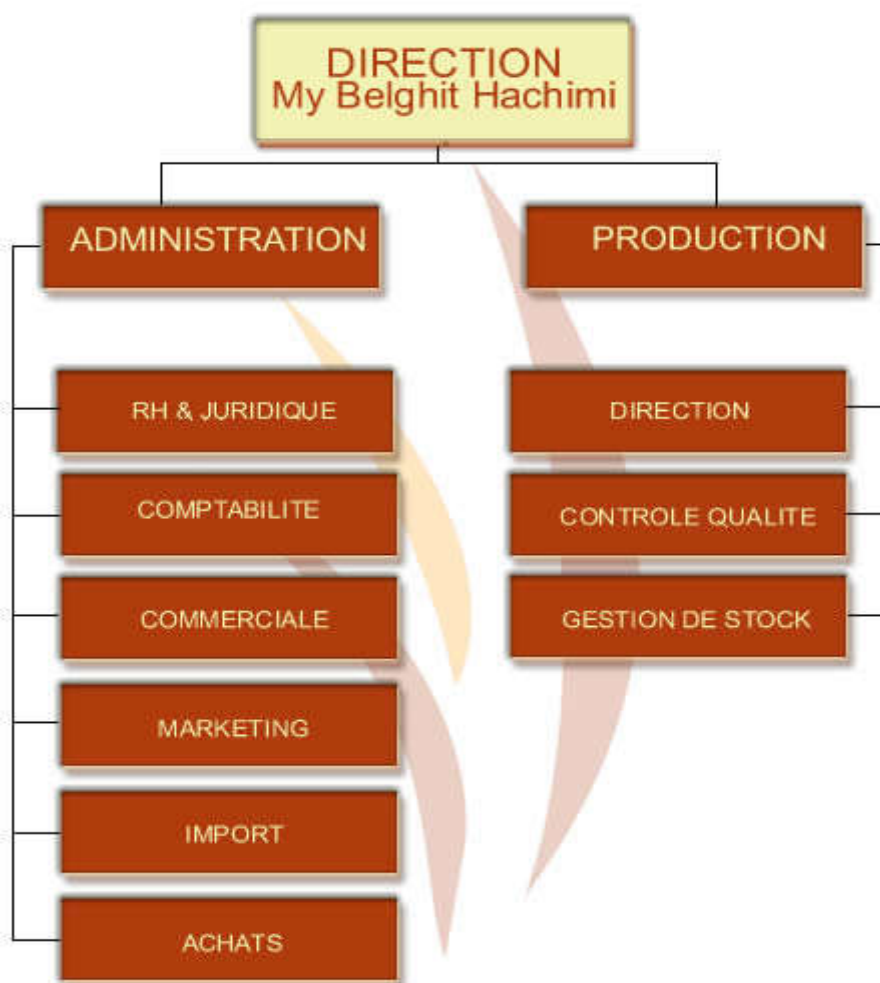 DIRECTION
My Belghit Hachimi
ADMINISTRATION
PRODUCTION
RH & JURIDIQUE
COMPTABILITE
COMMERCIALE
MARKETING
IMPORT
ACHATS
DIRECTION
CONTROLE QUALITE
GESTION DE STOCK